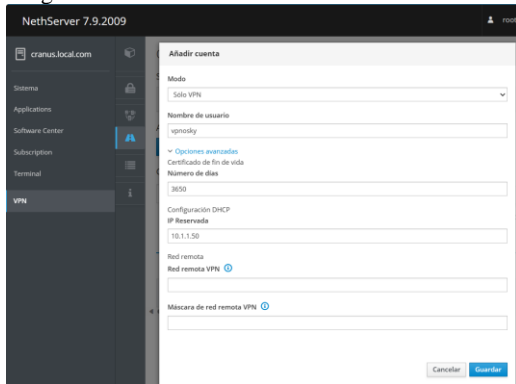 NethServer 7.9.2009
root
cranus.local.com
Sistema
Applications
Software Center
Subscription
Terminal
VPN
Añadir cuenta
Modo
Sólo VPN
Nombre de usuario
vpnosky
Opciones avanzadas
Certificado de fin de vida
Número de días
3650
Configuración DHCP
IP Reservada
10.1.1.50
Red remota
Red remota VPN
Máscara de red remota VPN
Cancelar Guardar